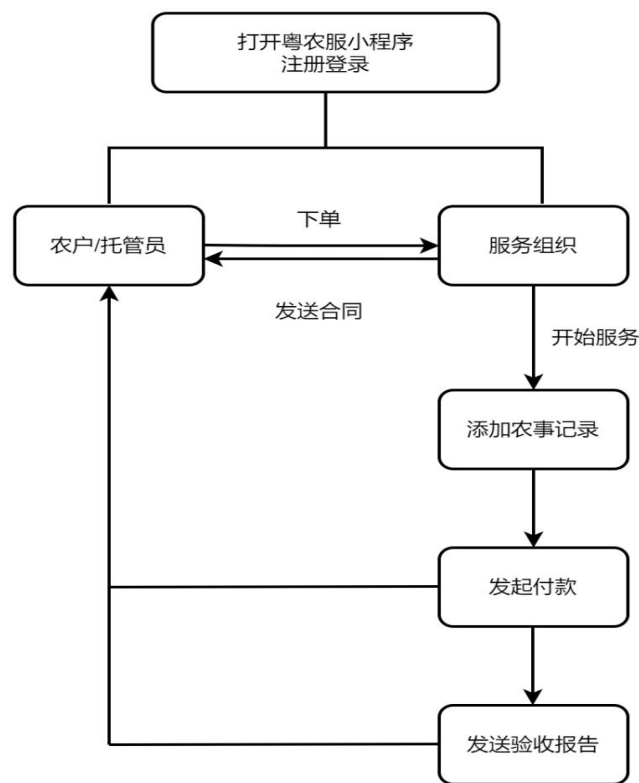 打开粤农服小程序
注册登录
下单
农户/托管员
服务组织
发送合同
开始服务
添加农事记录
发起付款
发送验收报告